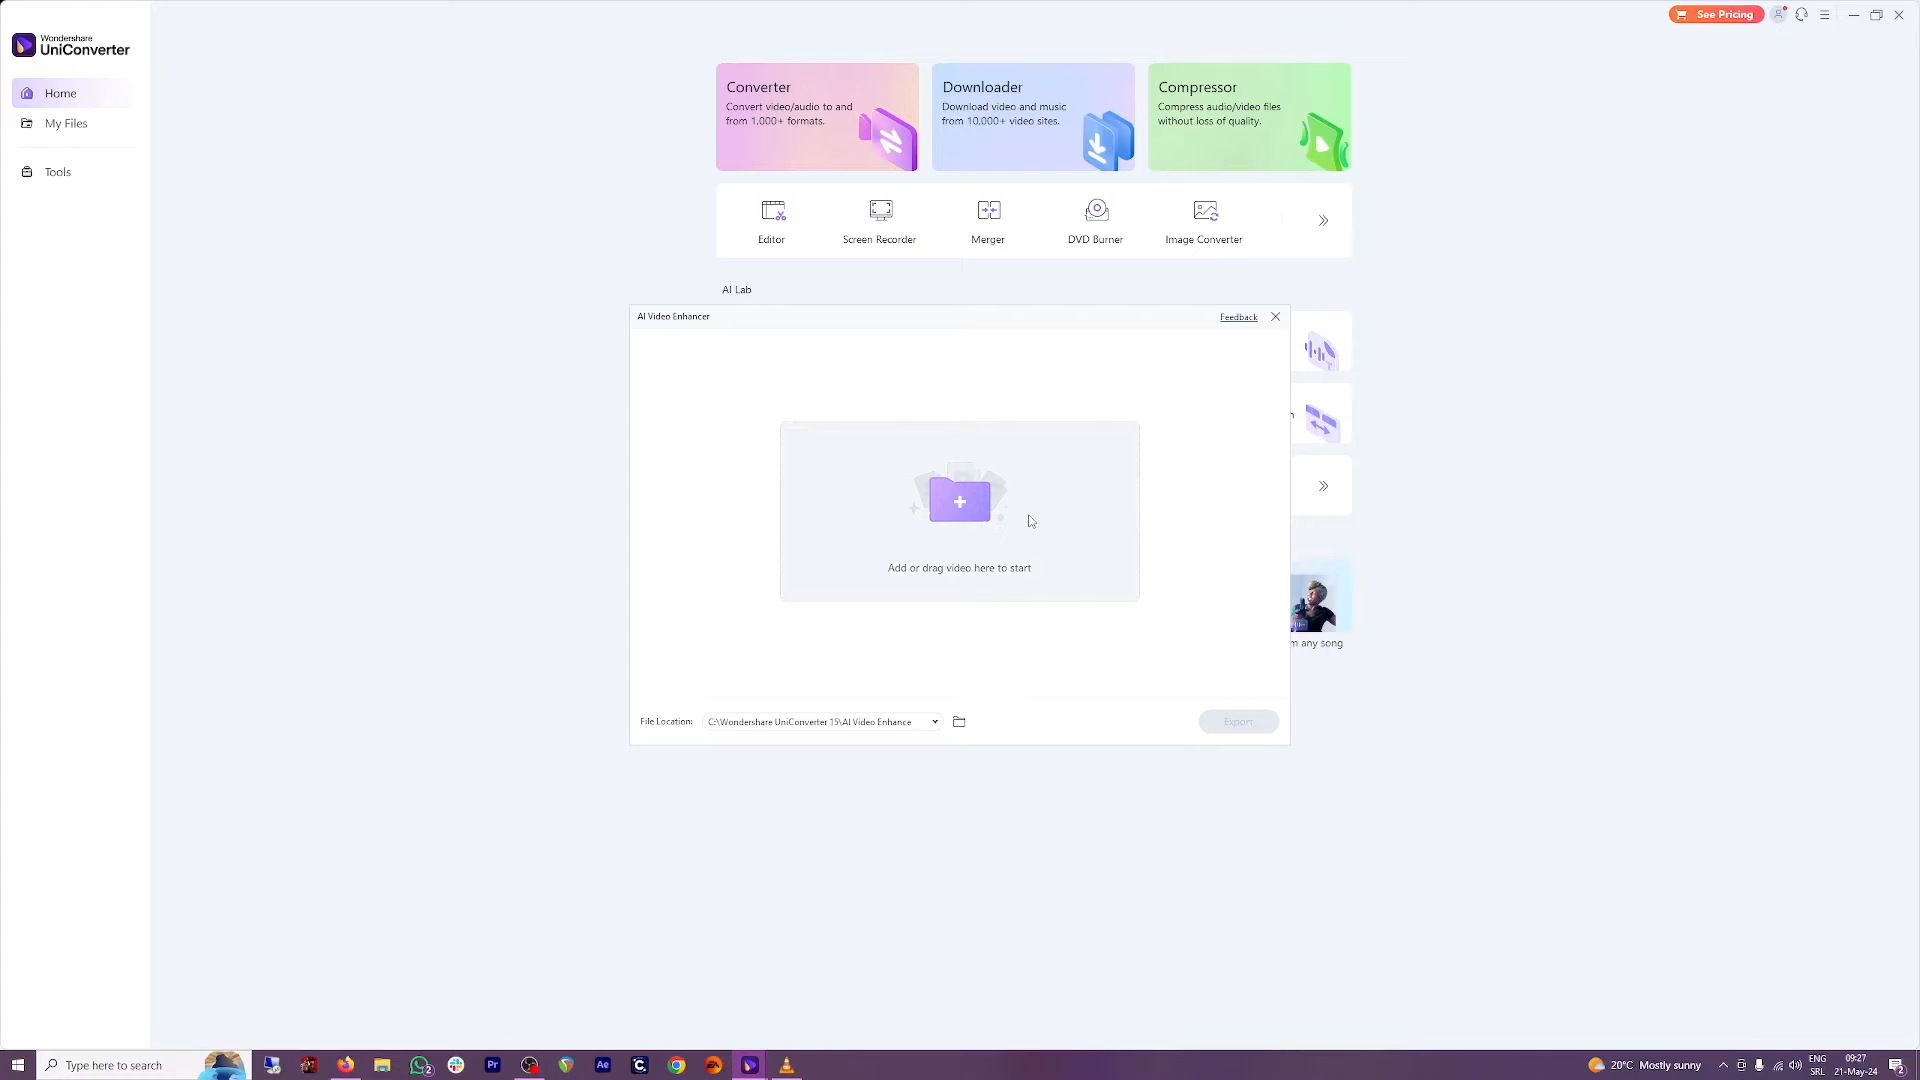 See Pricing
Wondershare
UniConverter
Home
My Files
Tools
Converter
Convert video/audio to and
from 1,000+ formats.
Downloader
Download video and music
from 10,000+ video sites.
Compressor
Compress audio/video files
without loss of quality.
Editor
Screen Recorder
Merger
DVD Burner
Image Converter
AI Lab
AI Video Enhancer
Feedback
n
Add or drag video here to start
m any song
File Location:
C:\Wondershare UniConverter 15\AI Video Enhance
Export
Type here to search
2
Pr
Ae
C
20°C Mostly sunny
ENG
SRL
09:27
21-May-24
2